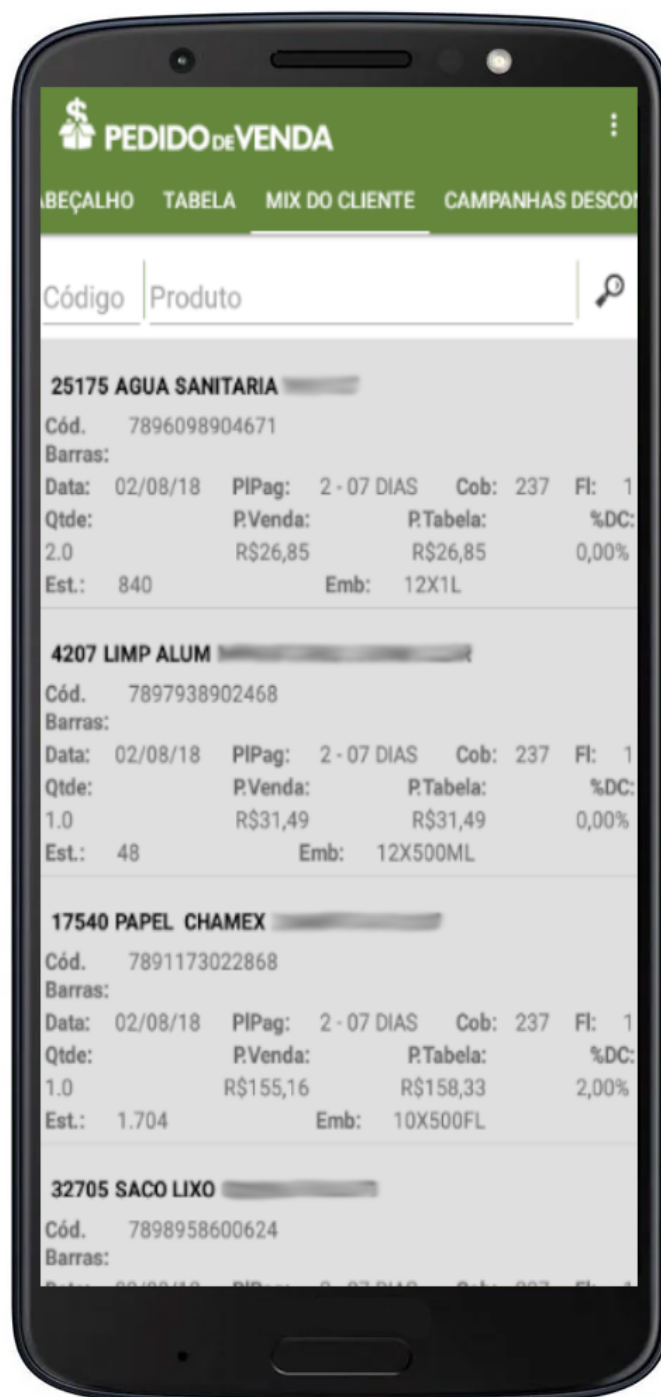 PEDIDO DE VENDA
ABEÇALHO TABELA MIX DO CLIENTE CAMPANHAS DESCON
Código Produto
25175 AGUA SANITARIA
Cód. Barras: 7896098904671
Data: 02/08/18 PlPag: 2 - 07 DIAS Cob: 237 Fl: 1
Qtde: P.Venda: P.Tabela: %DC:
2.0 R$26,85 R$26,85 0,00%
Est.: 840 Emb: 12X1L
4207 LIMP ALUM
Cód. Barras: 7897938902468
Data: 02/08/18 PlPag: 2 - 07 DIAS Cob: 237 Fl: 1
Qtde: P.Venda: P.Tabela: %DC:
1.0 R$31,49 R$31,49 0,00%
Est.: 48 Emb: 12X500ML
17540 PAPEL CHAMEX
Cód. Barras: 7891173022868
Data: 02/08/18 PlPag: 2 - 07 DIAS Cob: 237 Fl: 1
Qtde: P.Venda: P.Tabela: %DC:
1.0 R$155,16 R$158,33 2,00%
Est.: 1.704 Emb: 10X500FL
32705 SACO LIXO
Cód. Barras: 7898958600624